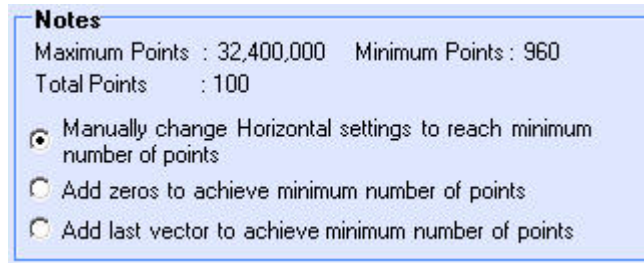 Notes
Maximum Points : 32,400,000 Minimum Points : 960
Total Points : 100
Manually change Horizontal settings to reach minimum
number of points
Add zeros to achieve minimum number of points
Add last vector to achieve minimum number of points